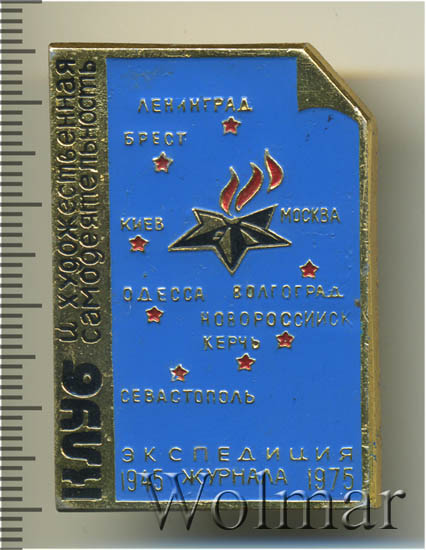 КЛУБ
и художественная
самодеятельность
ЛЕНИНГРАД
БРЕСТ
КИЕВ
МОСКВА
ОДЕССА ВОЛГОГРАД
НОВОРОССИЙСК
КЕРЧЬ
СЕВАСТОПОЛЬ
ЭКСПЕДИЦИЯ
1945 ЖУРНАЛА 1975
Wolmar